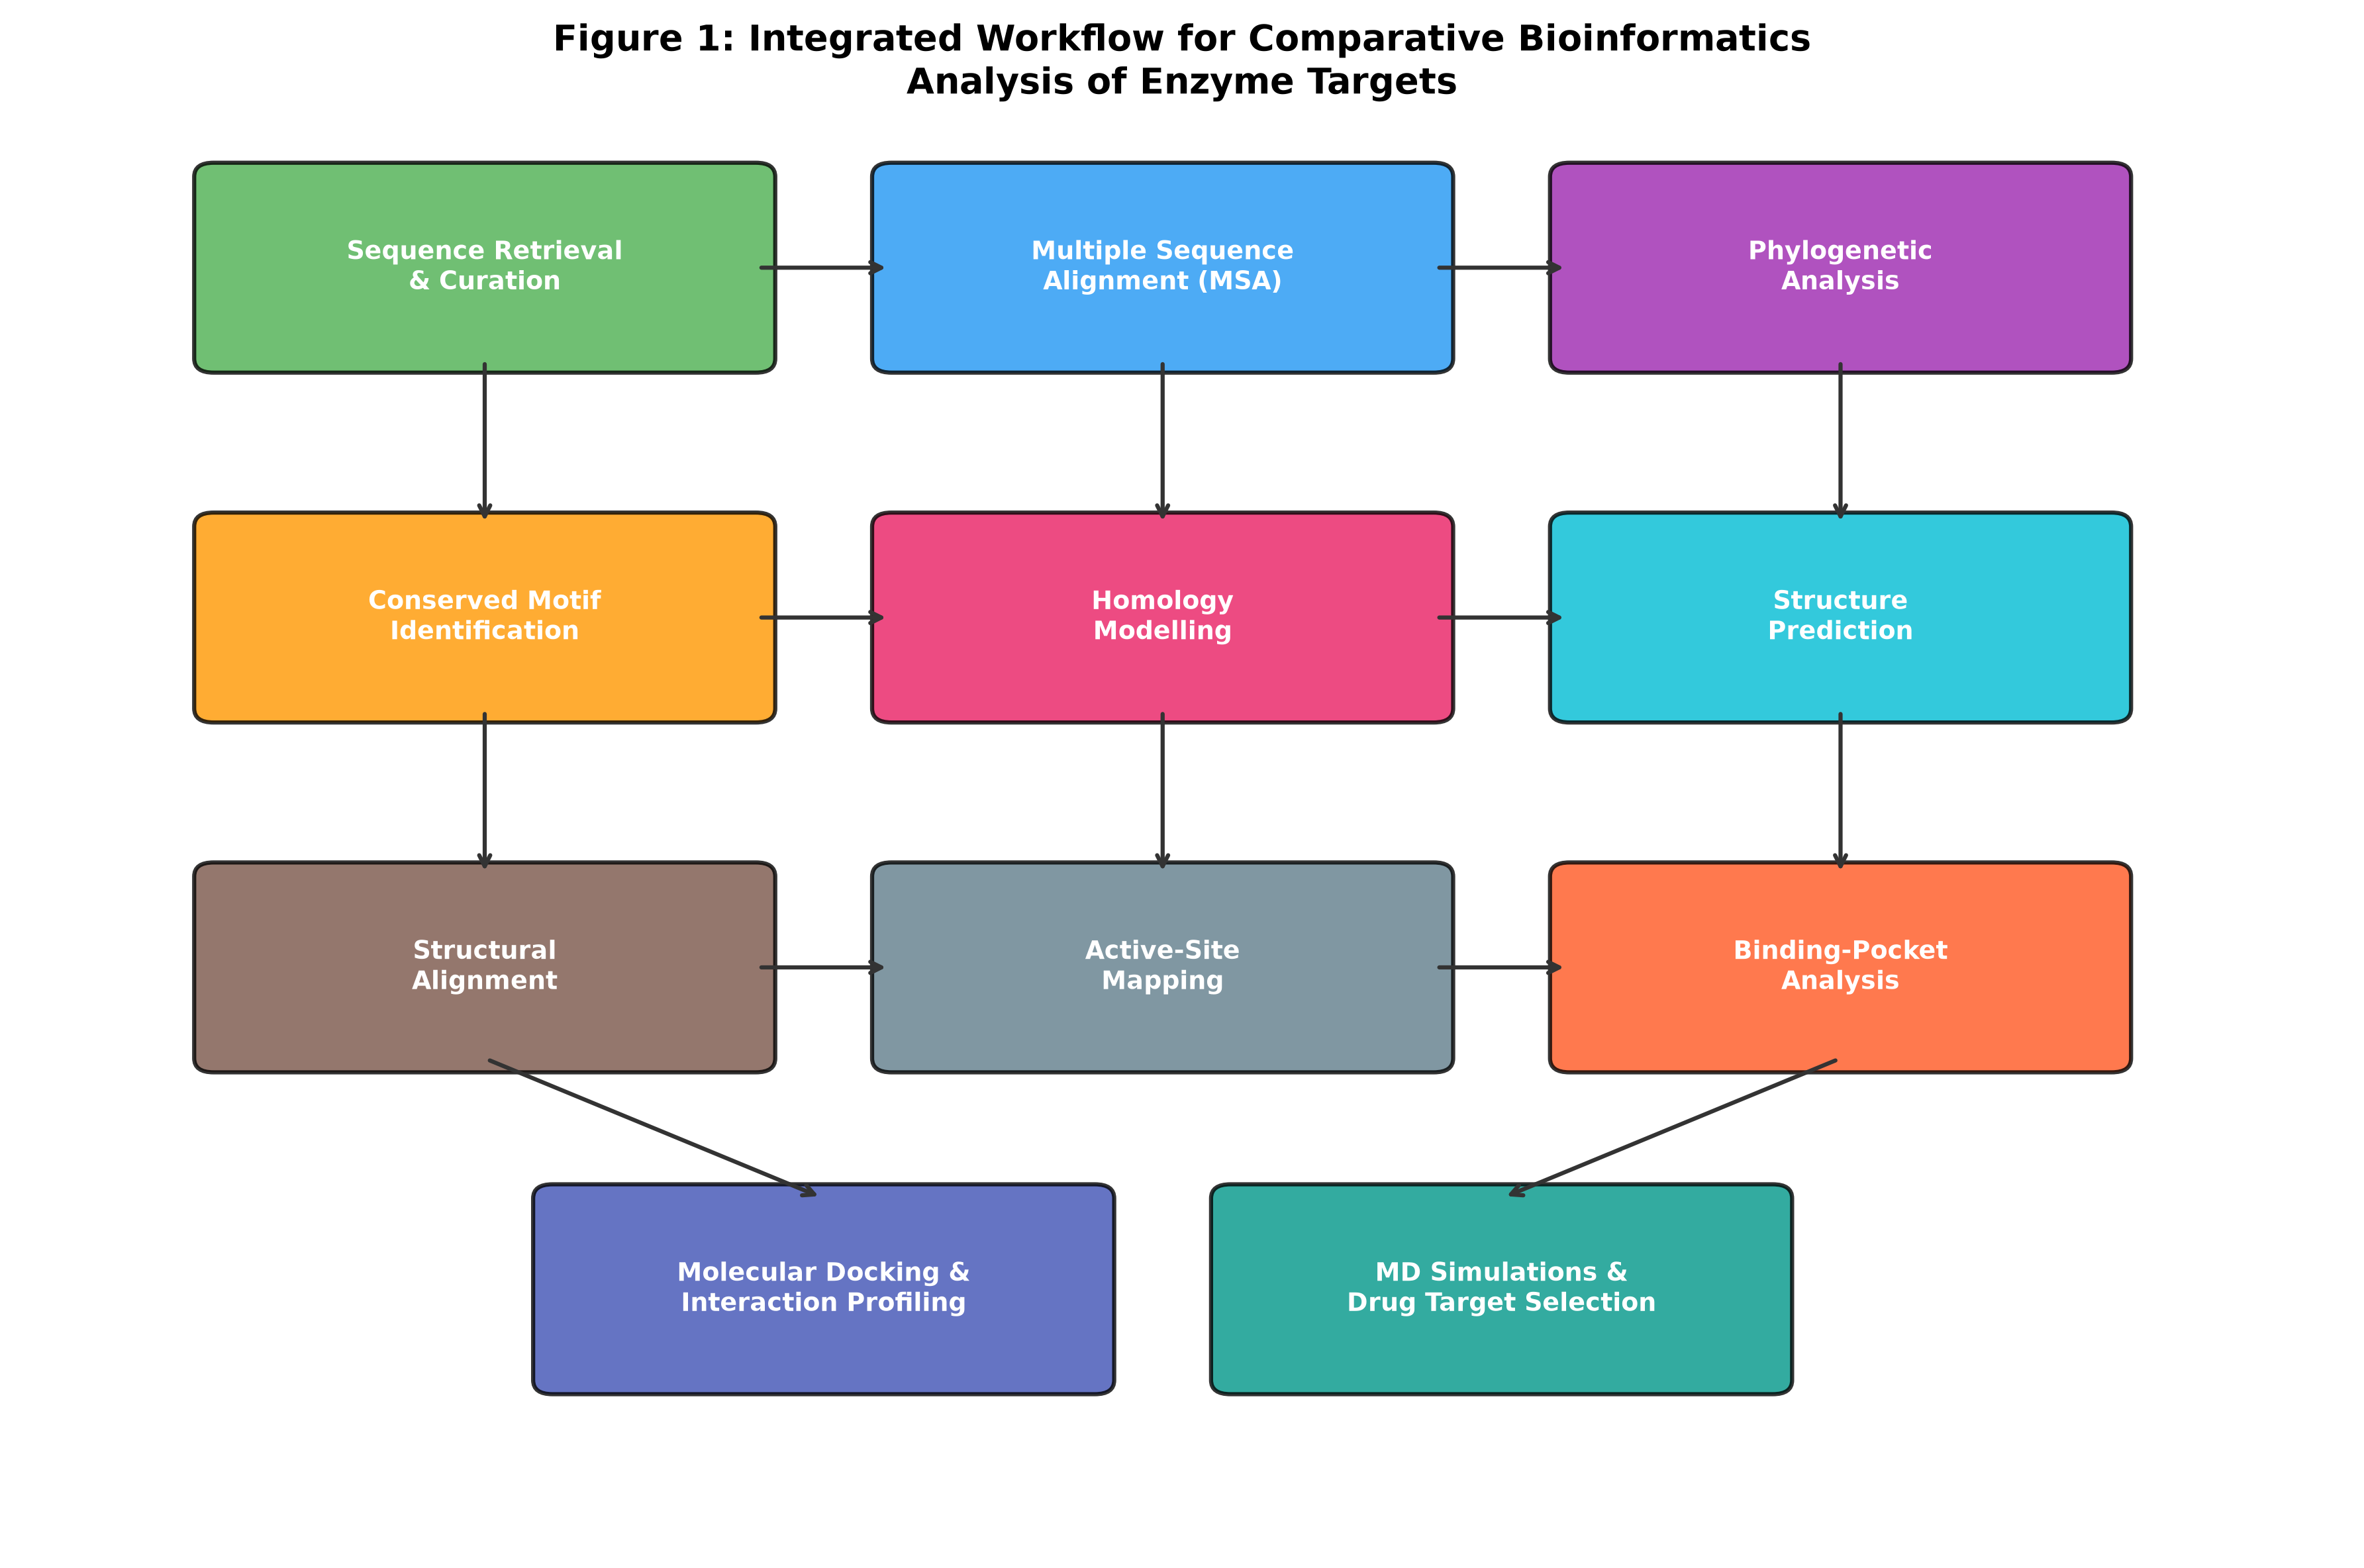 Figure 1: Integrated Workflow for Comparative Bioinformatics
Analysis of Enzyme Targets
Sequence Retrieval
& Curation
Multiple Sequence
Alignment (MSA)
Phylogenetic
Analysis
Conserved Motif
Identification
Homology
Modelling
Structure
Prediction
Structural
Alignment
Active-Site
Mapping
Binding-Pocket
Analysis
Molecular Docking &
Interaction Profiling
MD Simulations &
Drug Target Selection